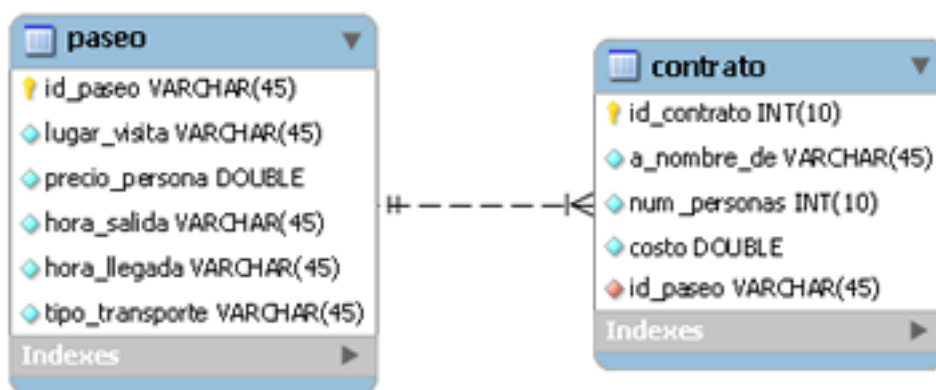 paseo
id_paseo VARCHAR(45)
lugar_visita VARCHAR(45)
precio_persona DOUBLE
hora_salida VARCHAR(45)
hora_llegada VARCHAR(45)
tipo_transporte VARCHAR(45)
Indexes
contrato
id_contrato INT(10)
a_nombre_de VARCHAR(45)
num_personas INT(10)
costo DOUBLE
id_paseo VARCHAR(45)
Indexes